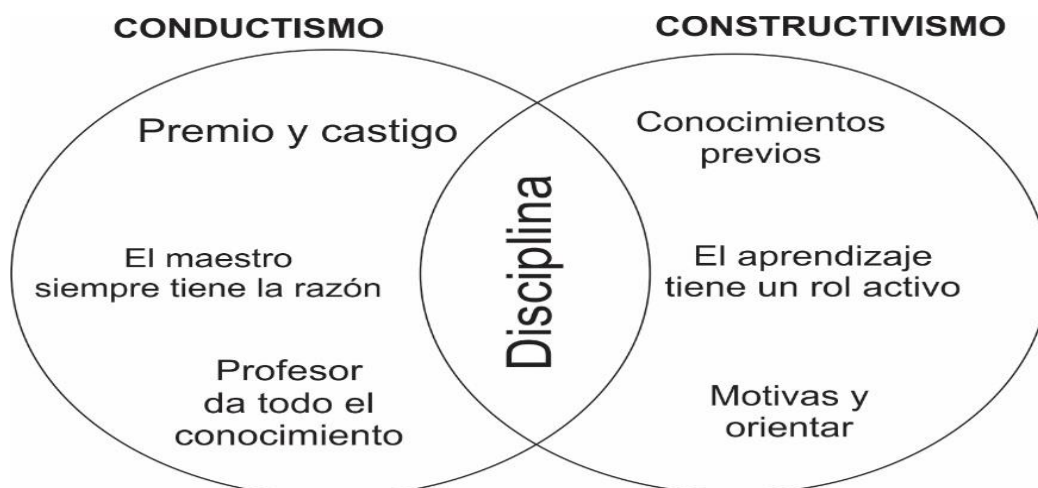 CONDUCTISMO
Premio y castigo
El maestro
siempre tiene la razón
Profesor
da todo el
conocimiento
Disciplina
CONSTRUCTIVISMO
Conocimientos
previos
El aprendizaje
tiene un rol activo
Motivas y
orientar